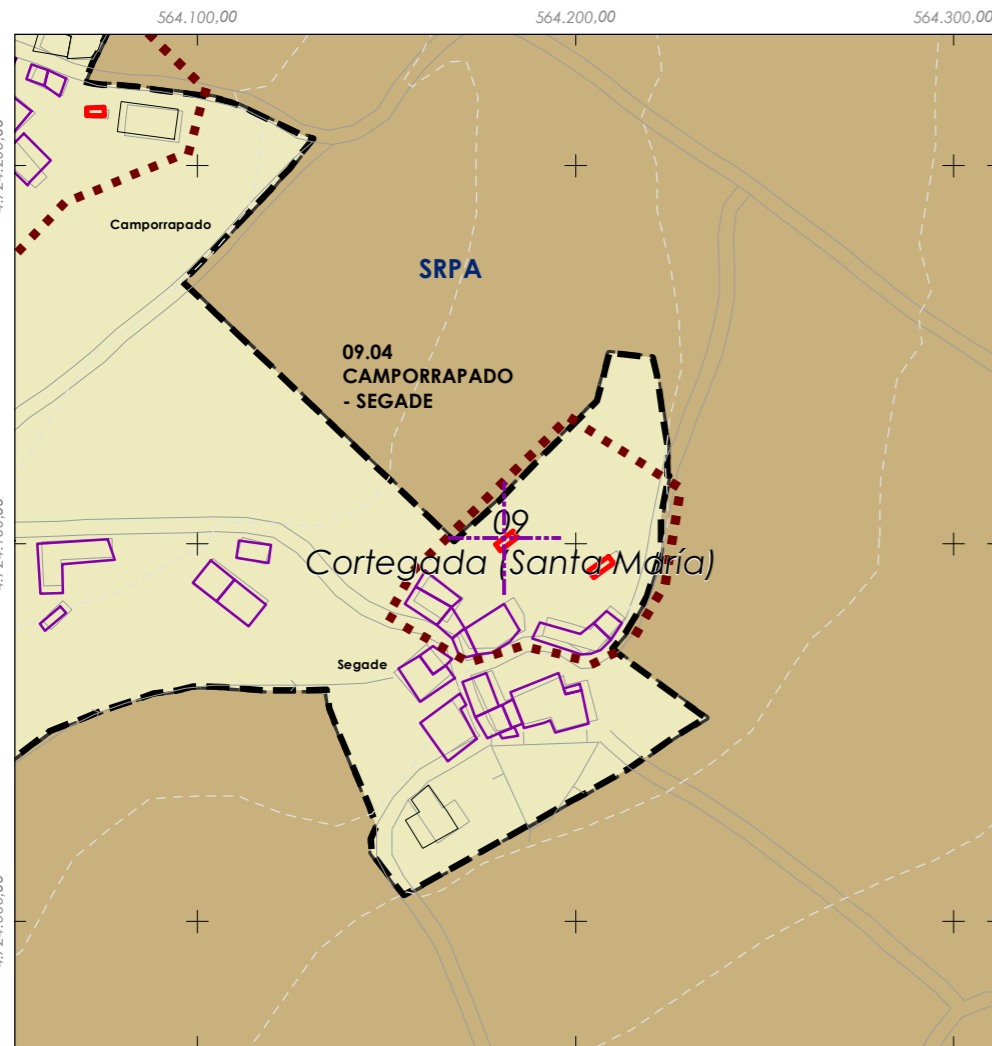 564.100,00
564.200,00
564.300,00
Camporrapado
SRPA
09.04
CAMPORRAPADO
- SEGADE
09
Cortegada (Santa María)
Segade